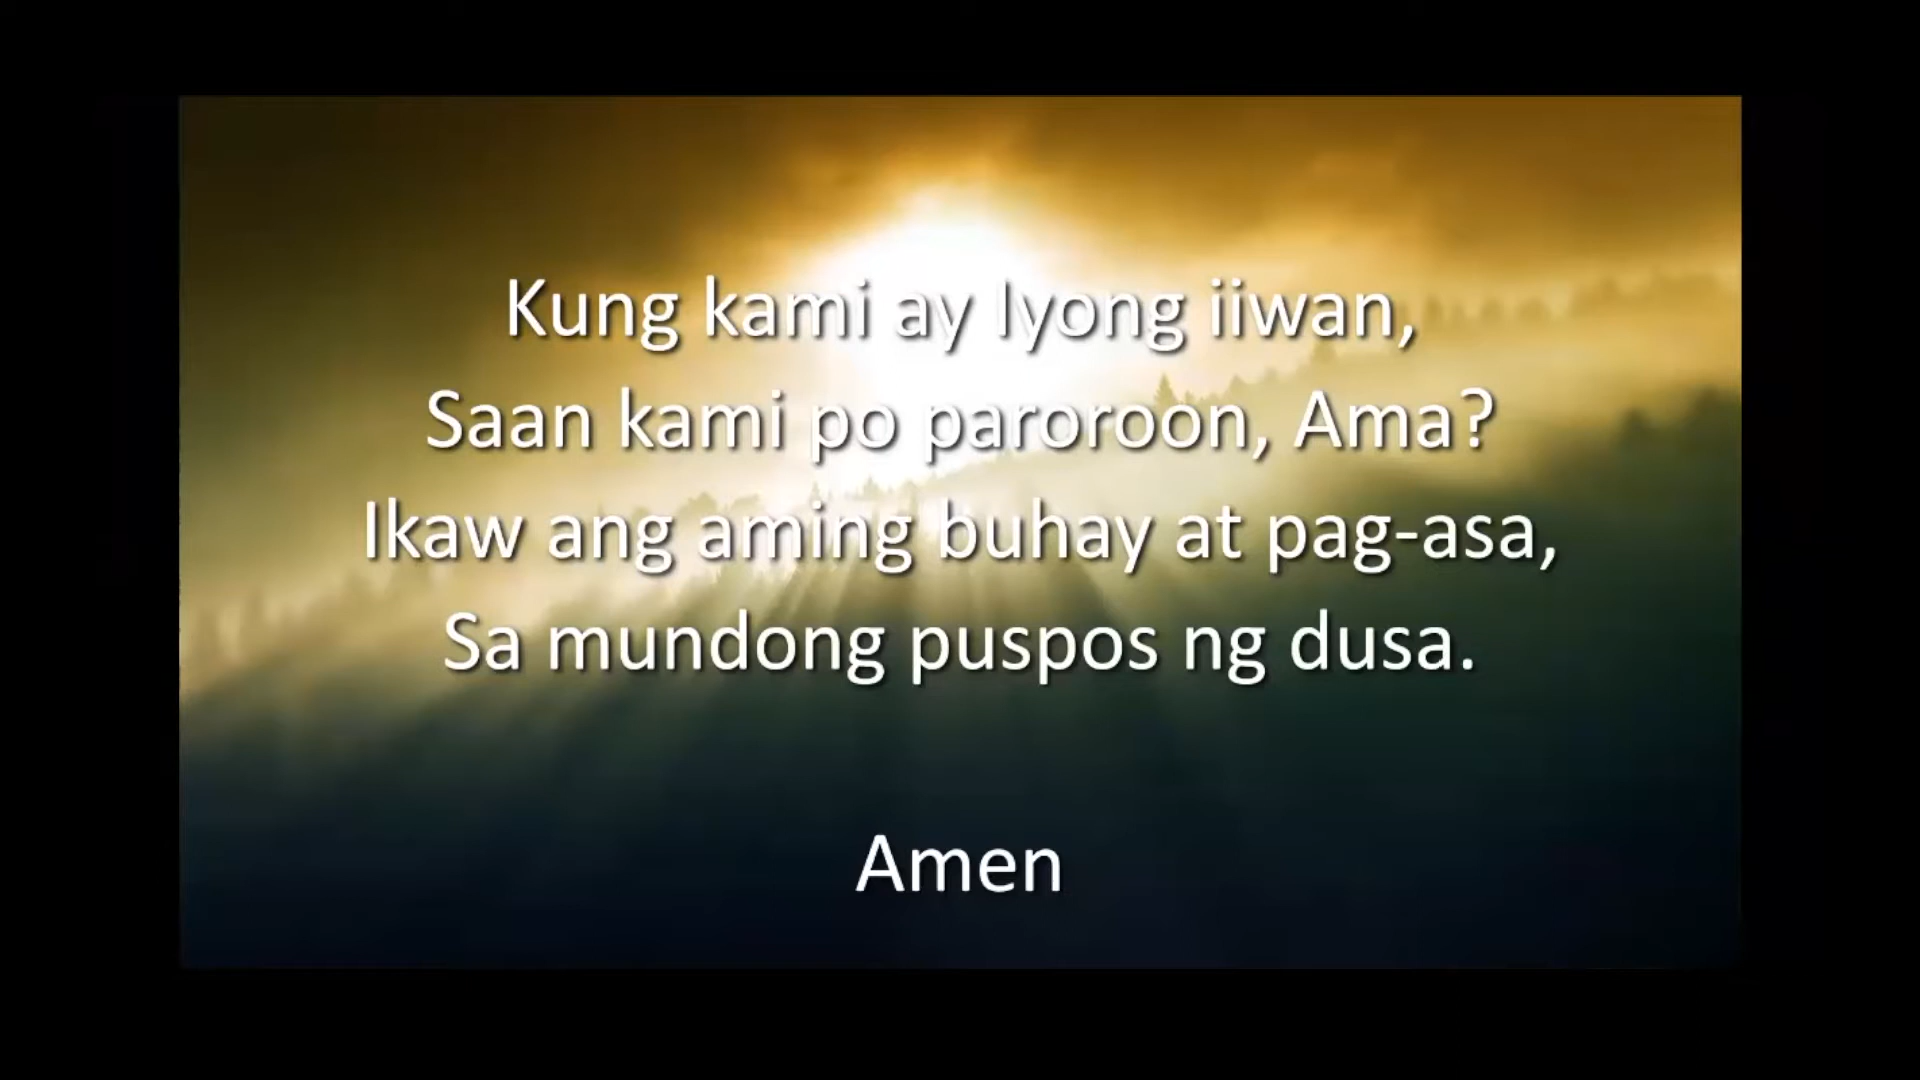 Kung kami ay Iyong iiwan,
Saan kami po paroroon, Ama?
Ikaw ang aming buhay at pag-asa,
Sa mundong puspos ng dusa.
Amen